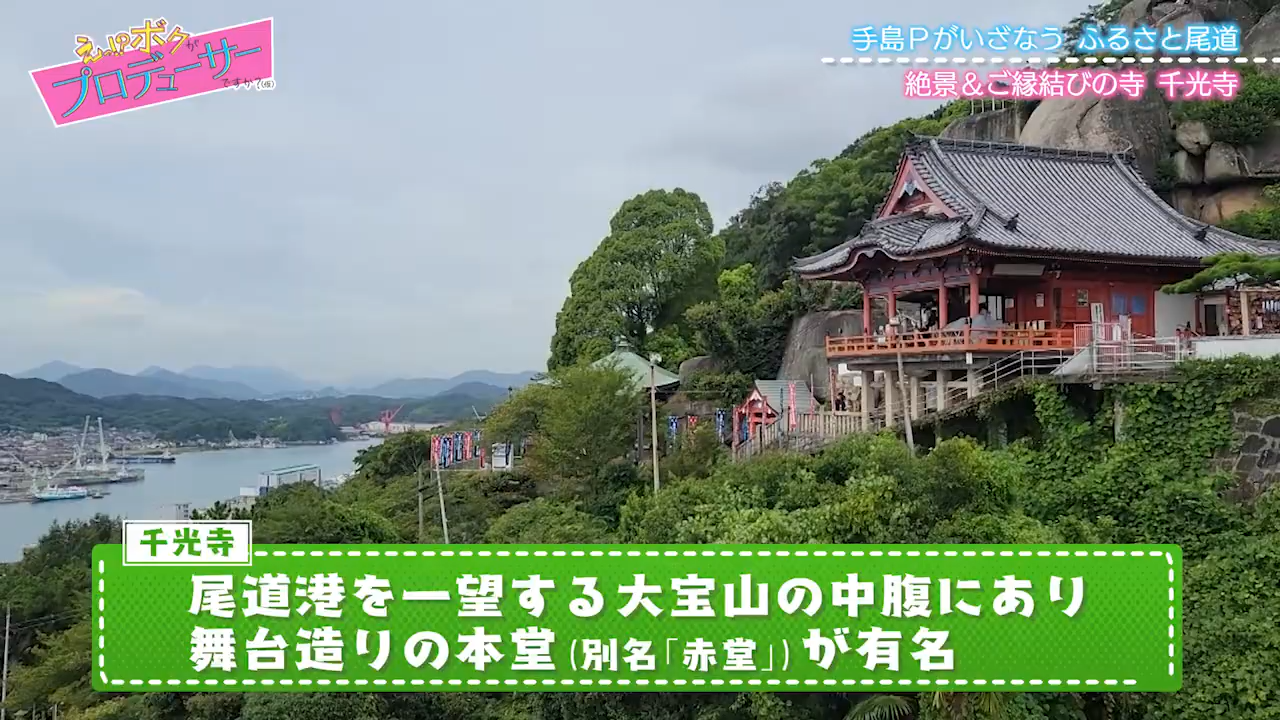 えっ!?ボクが
プロデューサー
ですか?(仮)
手島Pがいざなう ふるさと尾道
絶景&ご縁結びの寺 千光寺
千光寺
尾道港を一望する大宝山の中腹にあり
舞台造りの本堂(別名「赤堂」)が有名